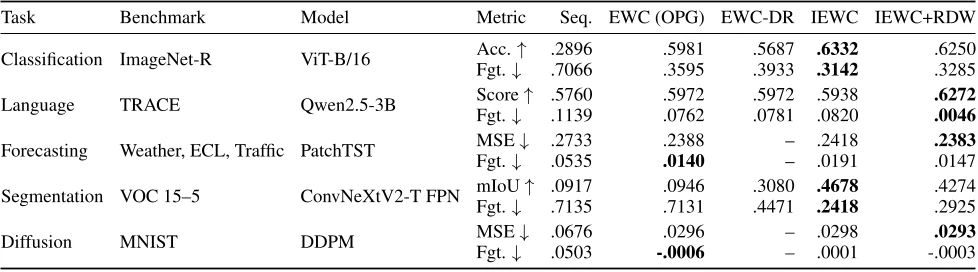 Task Benchmark Model Metric Seq. EWC (OPG) EWC-DR IEWC IEWC+RDW
Classification ImageNet-R ViT-B/16 Acc. ↑ .2896 .5981 .5687 .6332 .6250
Fgt. ↓ .7066 .3595 .3933 .3142 .3285
Language TRACE Qwen2.5-3B Score ↑ .5760 .5972 .5972 .5938 .6272
Fgt. ↓ .1139 .0762 .0781 .0820 .0046
Forecasting Weather, ECL, Traffic PatchTST MSE ↓ .2733 .2388 – .2418 .2383
Fgt. ↓ .0535 .0140 – .0191 .0147
Segmentation VOC 15–5 ConvNeXtV2-T FPN mIoU ↑ .0917 .0946 .3080 .4678 .4274
Fgt. ↓ .7135 .7131 .4471 .2418 .2925
Diffusion MNIST DDPM MSE ↓ .0676 .0296 – .0298 .0293
Fgt. ↓ .0503 -.0006 – .0001 -.0003